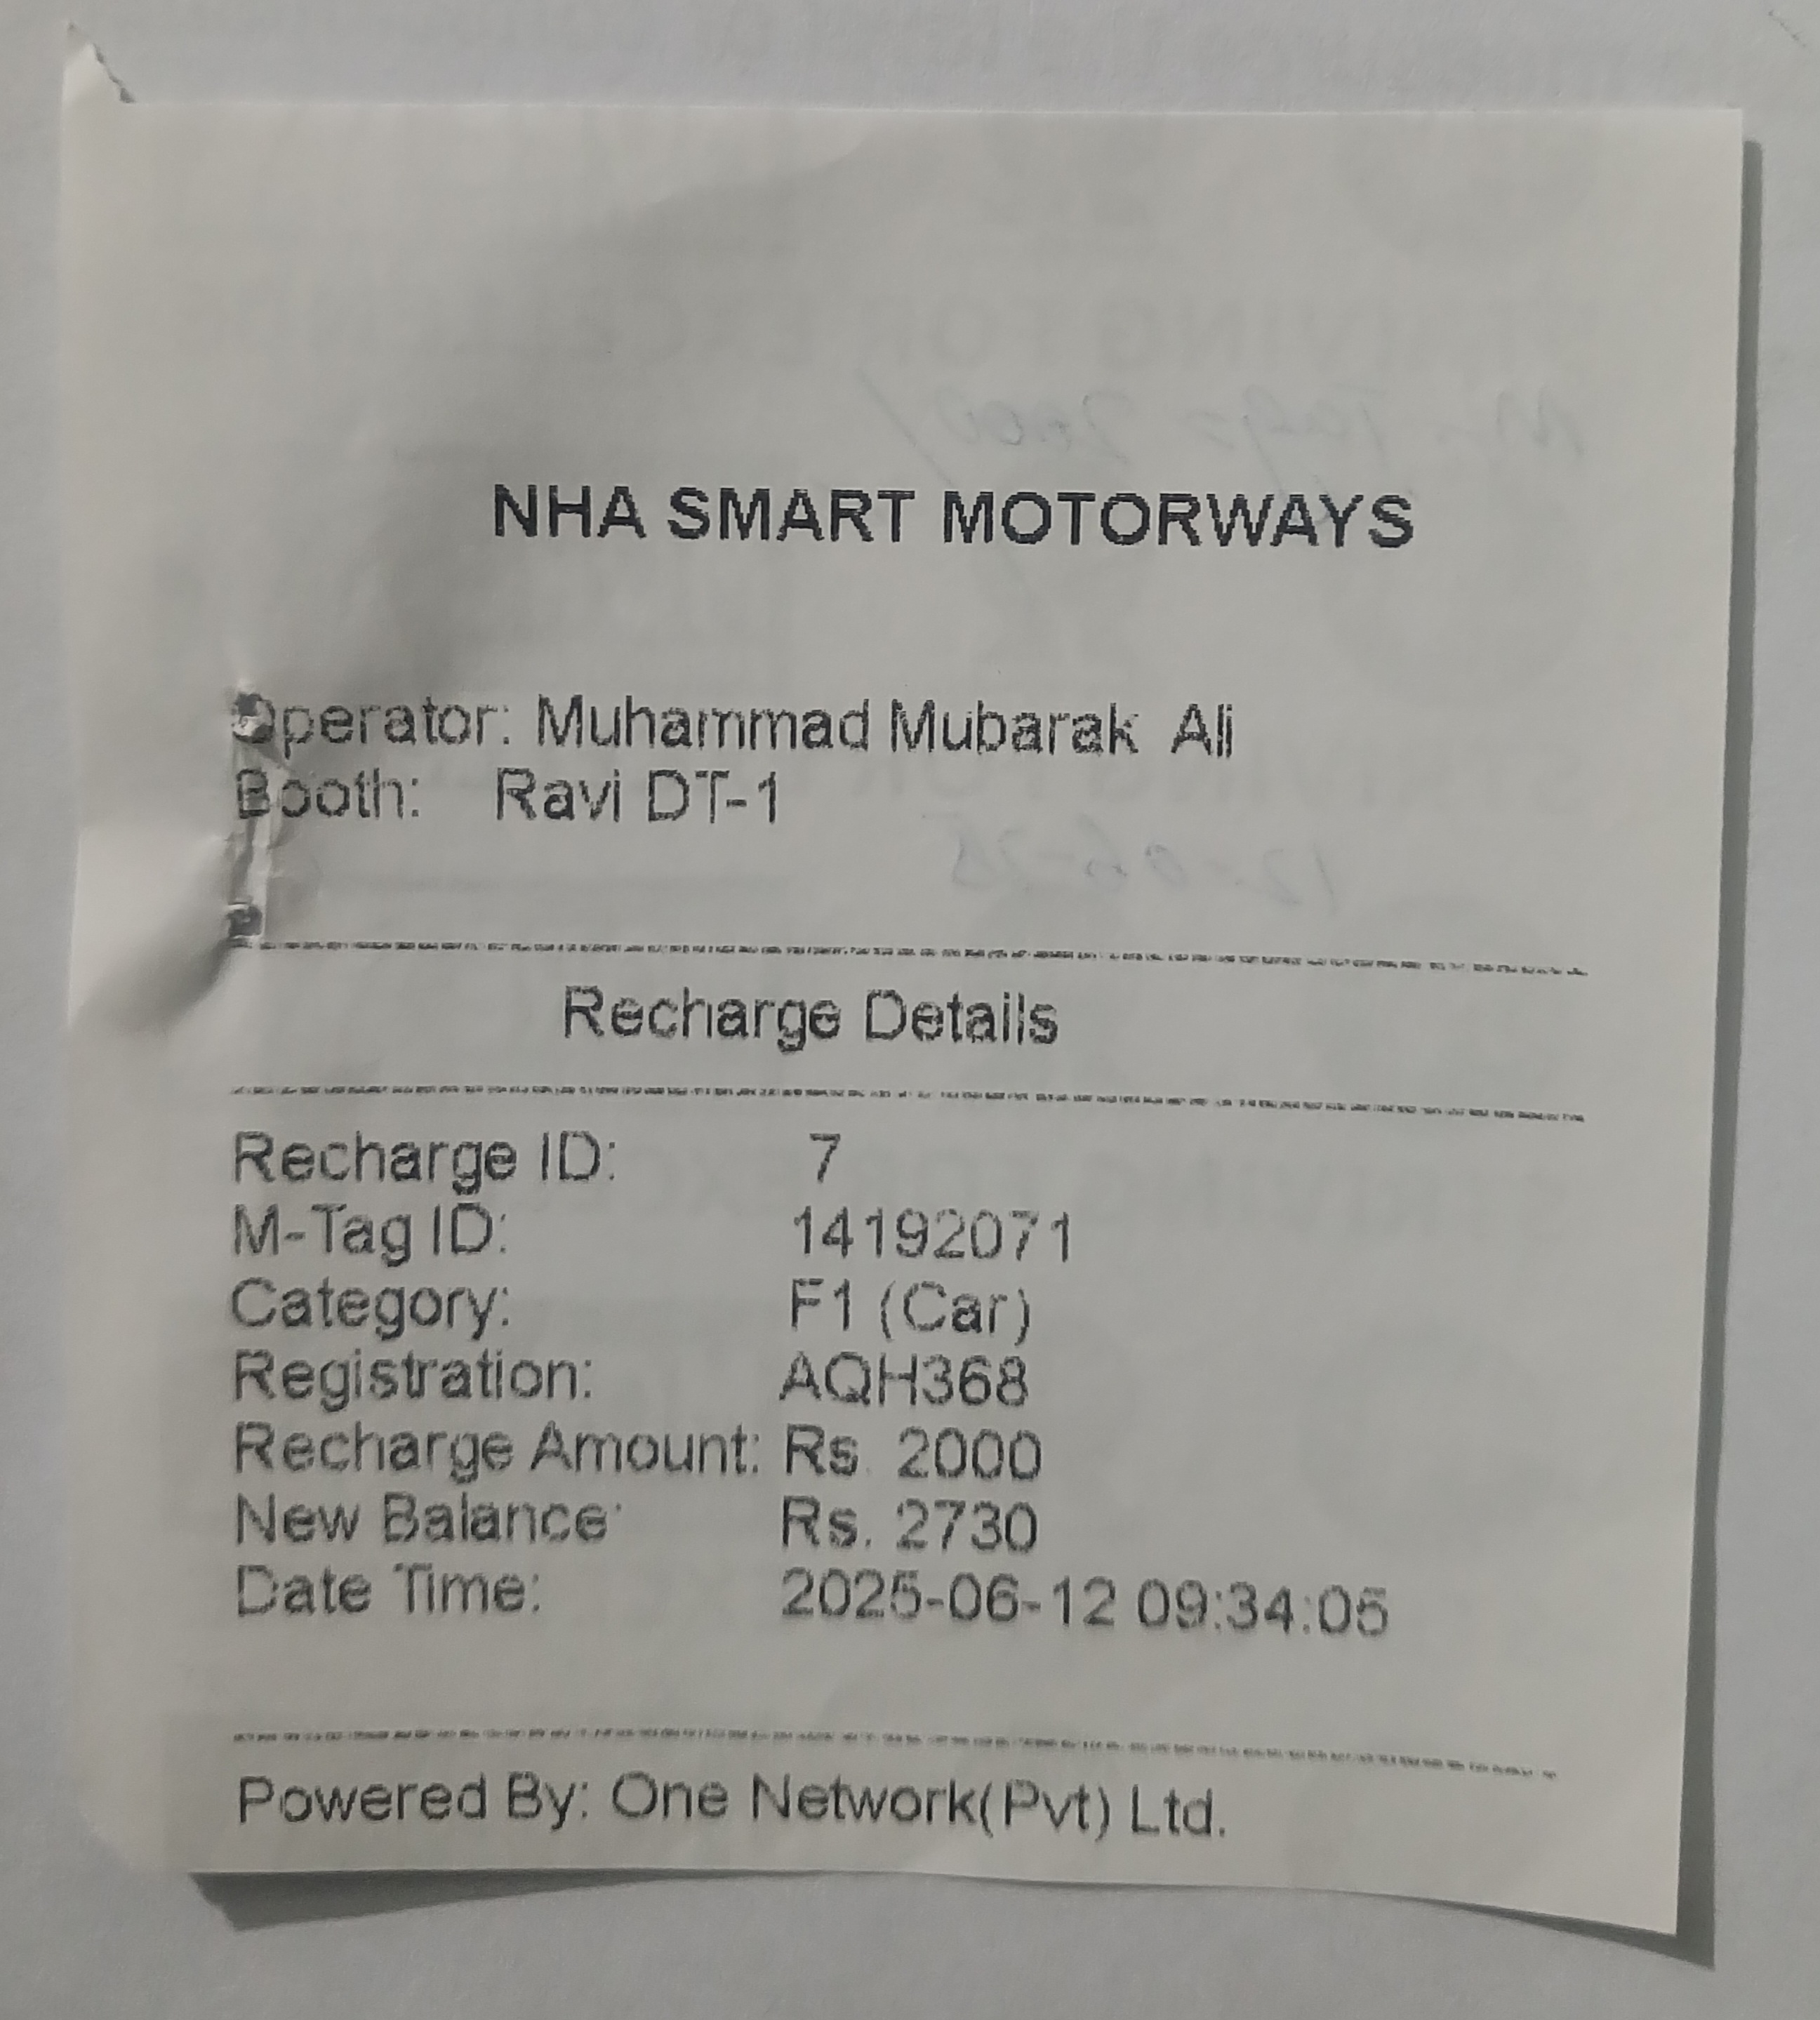 NHA SMART MOTORWAYS
Operator: Muhammad Mubarak Ali
Booth: Ravi DT-1
Recharge Details
Recharge ID: 7
M-Tag ID: 14192071
Category: F1 (Car)
Registration: AQH368
Recharge Amount: Rs. 2000
New Balance: Rs. 2730
Date Time: 2025-06-12 09:34:05
Powered By: One Network(Pvt) Ltd.